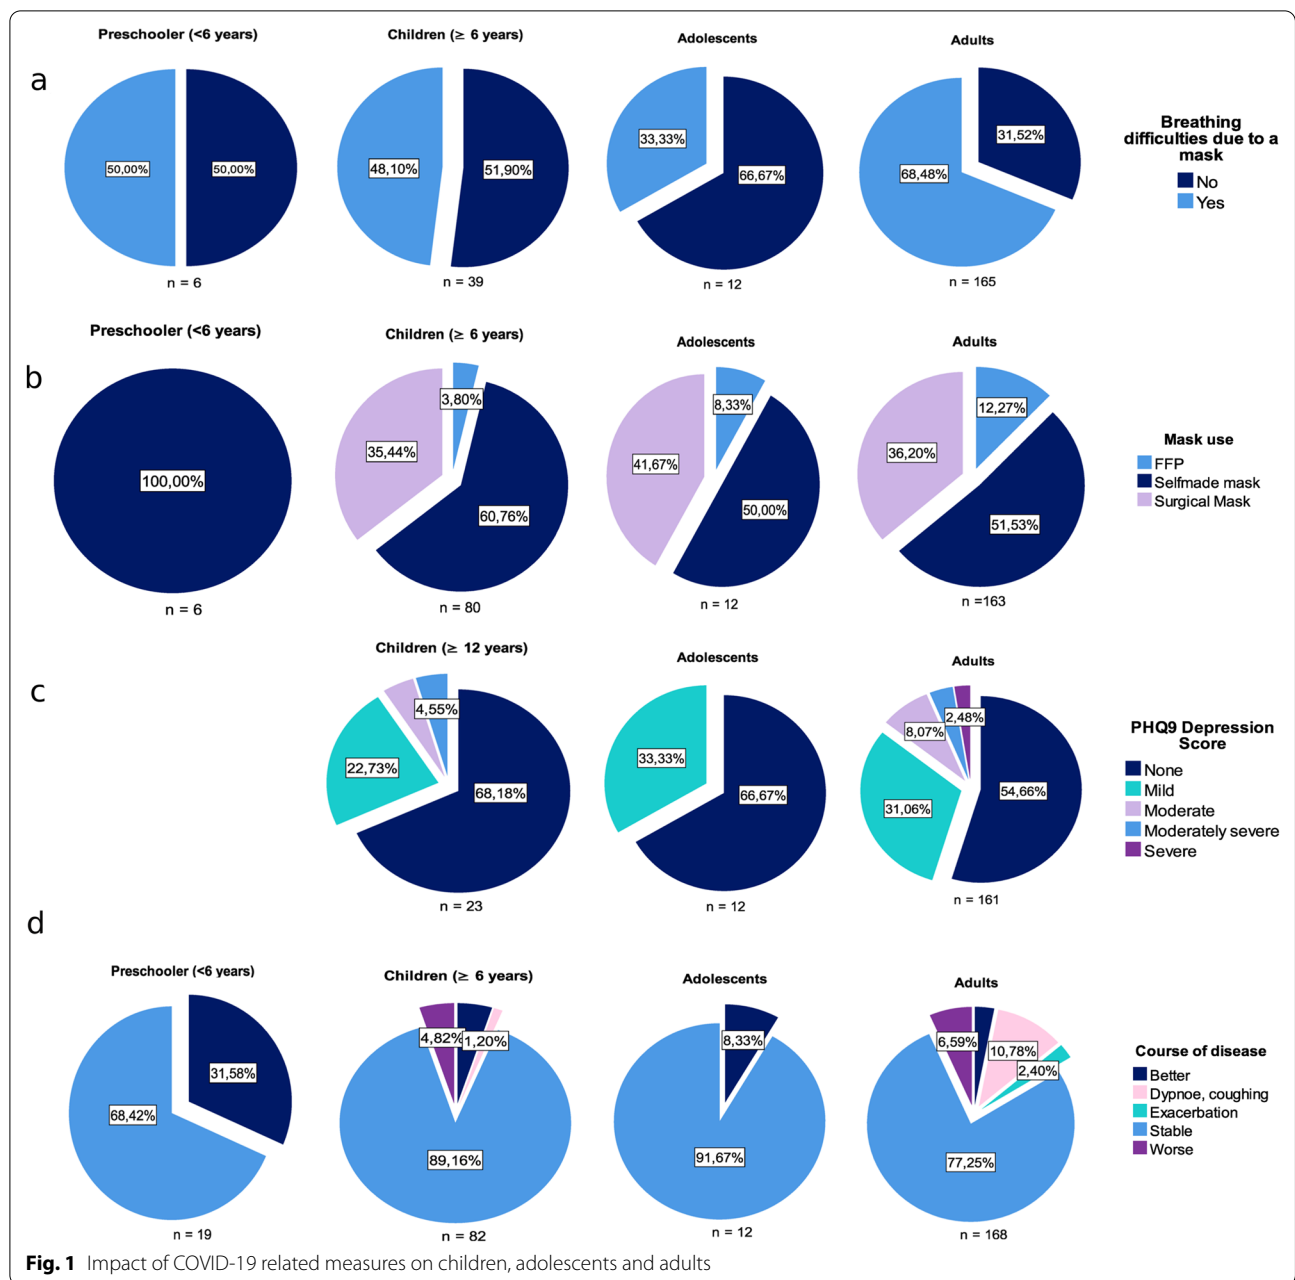 a
Preschooler (<6 years)
Children (≥ 6 years)
Adolescents
Adults
50,00%
50,00%
48,10%
51,90%
33,33%
66,67%
68,48%
31,52%
n = 6
n = 39
n = 12
n = 165
Breathing
difficulties due to a
mask
No
Yes
b
Preschooler (<6 years)
Children (≥ 6 years)
Adolescents
Adults
100,00%
35,44%
3,80%
60,76%
41,67%
8,33%
50,00%
36,20%
12,27%
51,53%
n = 6
n = 80
n = 12
n =163
Mask use
FFP
Selfmade mask
Surgical Mask
c
Children (≥ 12 years)
Adolescents
Adults
22,73%
4,55%
68,18%
33,33%
66,67%
31,06%
8,07%
2,48%
54,66%
n = 23
n = 12
n = 161
PHQ9 Depression
Score
None
Mild
Moderate
Moderately severe
Severe
d
Preschooler (<6 years)
Children (≥ 6 years)
Adolescents
Adults
68,42%
31,58%
4,82%
1,20%
89,16%
8,33%
91,67%
6,59%
10,78%
2,40%
77,25%
n = 19
n = 82
n = 12
n = 168
Course of disease
Better
Dypnoe, coughing
Exacerbation
Stable
Worse
Fig. 1 Impact of COVID-19 related measures on children, adolescents and adults